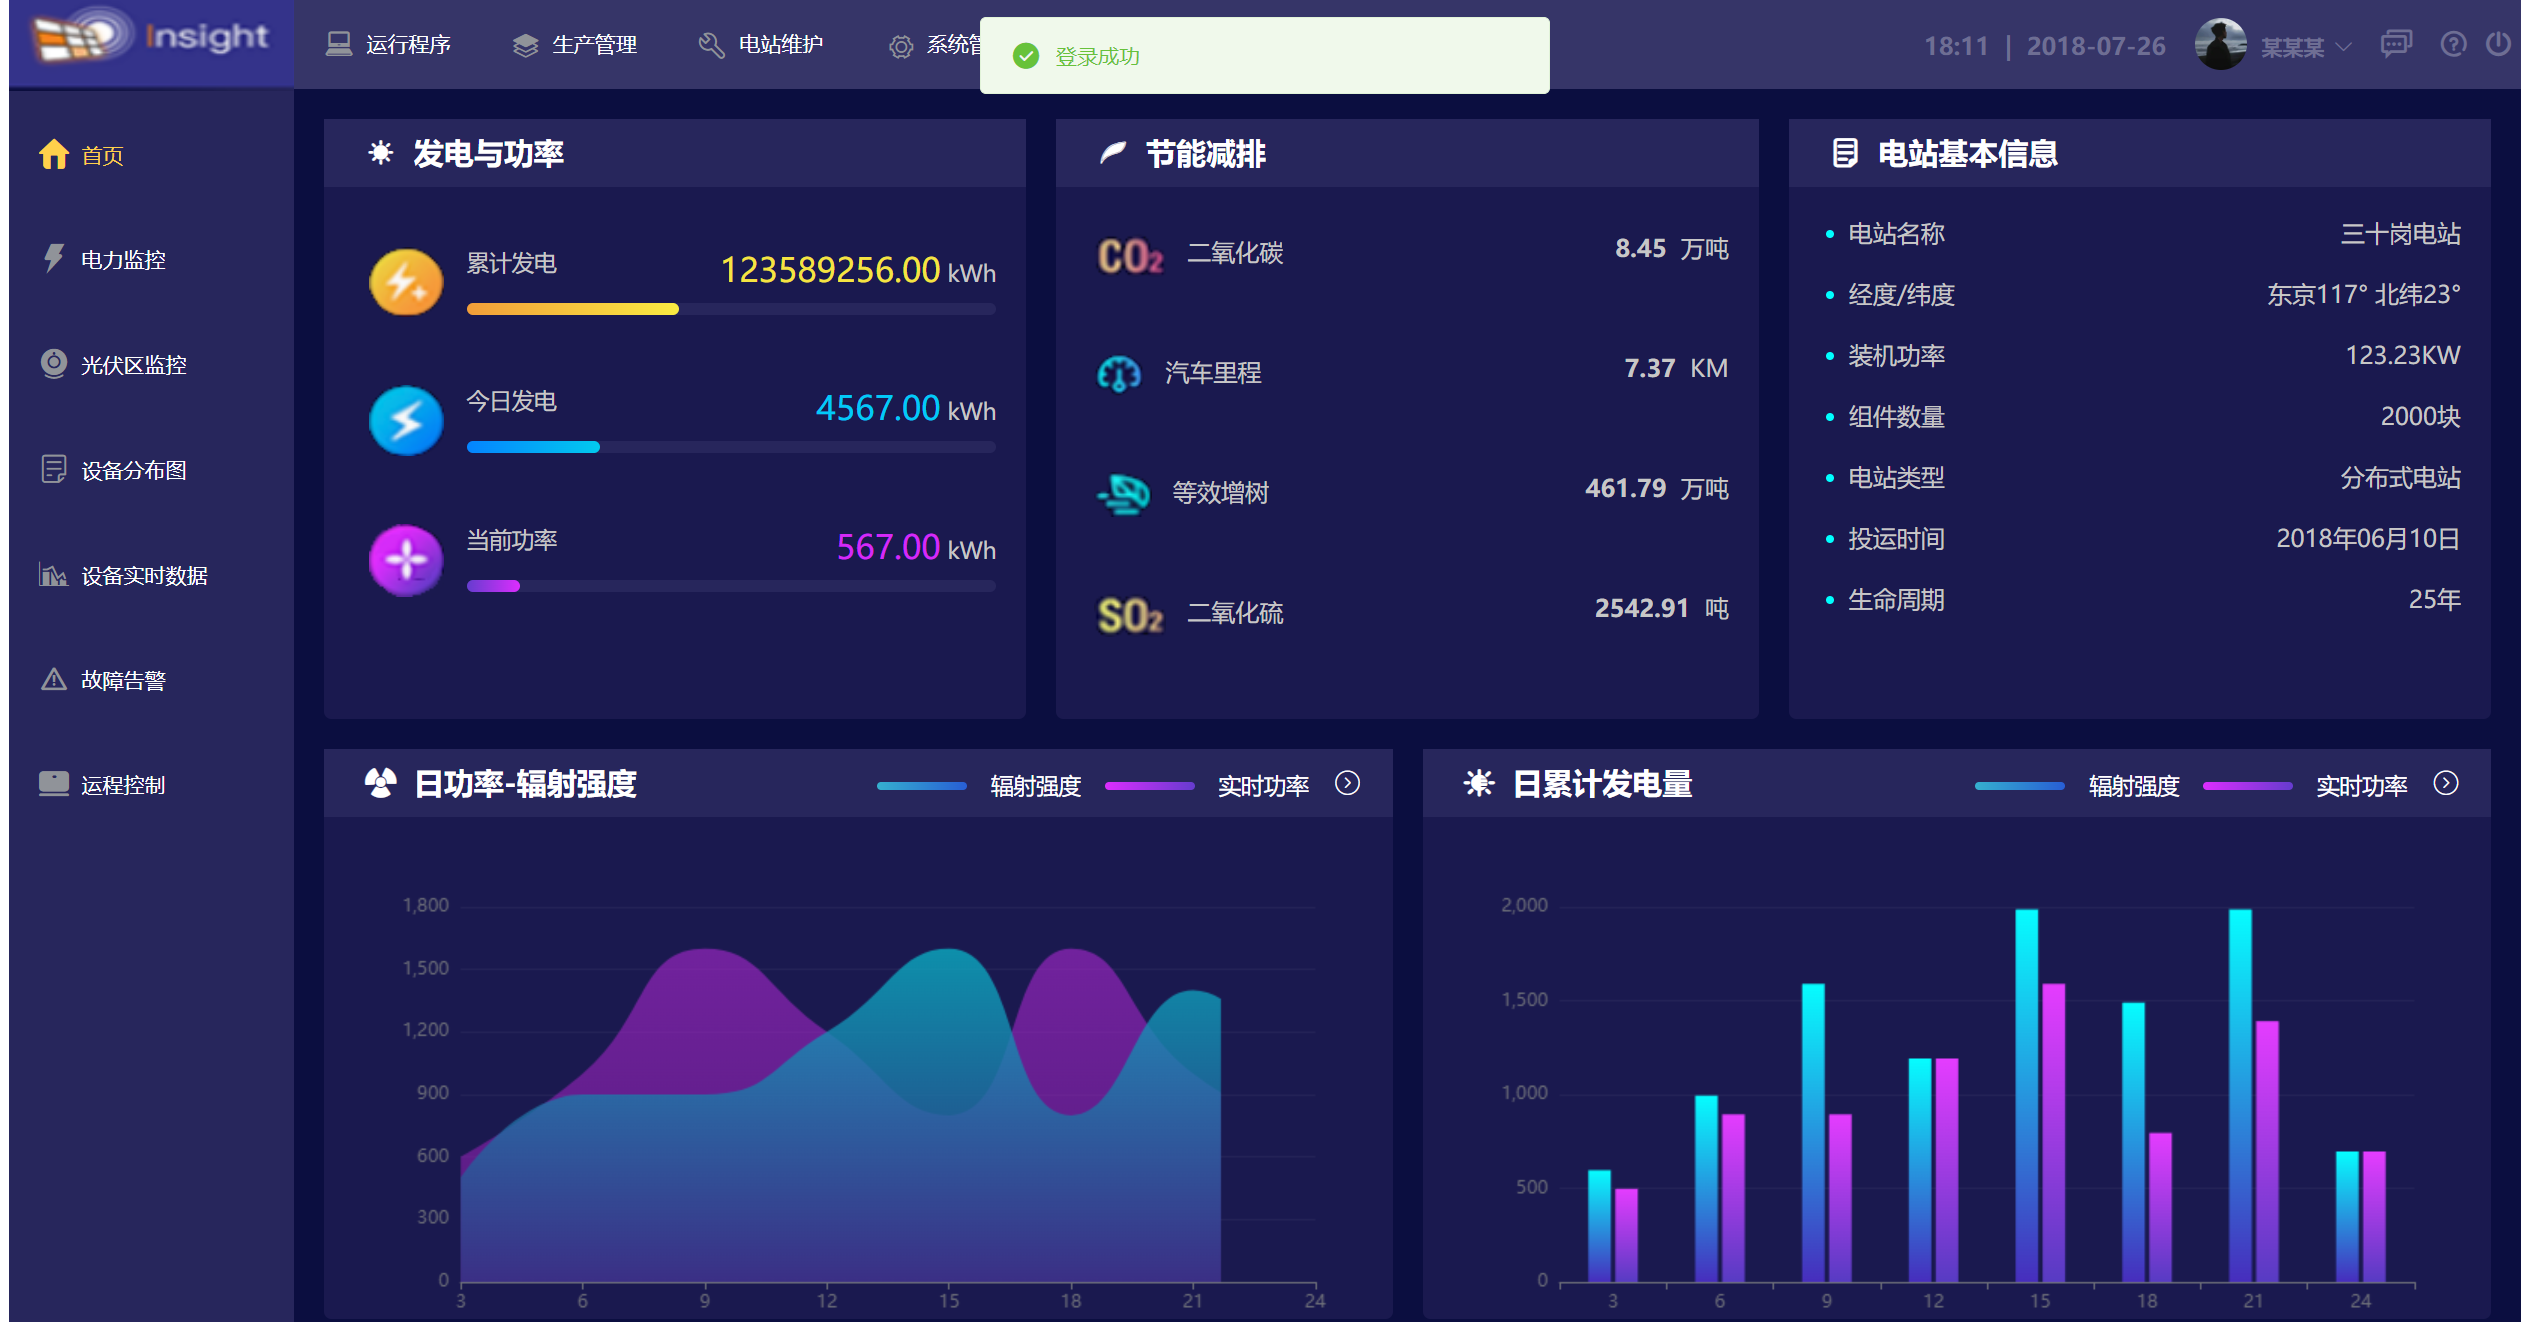 Insight
运行程序
生产管理
电站维护
系统管
登录成功
18:11 | 2018-07-26
某某某
首页
电力监控
光伏区监控
设备分布图
设备实时数据
故障告警
运程控制
发电与功率
累计发电 123589256.00 kWh
今日发电 4567.00 kWh
当前功率 567.00 kWh
节能减排
CO2 二氧化碳 8.45 万吨
汽车里程 7.37 KM
等效增树 461.79 万吨
SO2 二氧化硫 2542.91 吨
电站基本信息
电站名称 三十岗电站
经度/纬度 东京117° 北纬23°
装机功率 123.23KW
组件数量 2000块
电站类型 分布式电站
投运时间 2018年06月10日
生命周期 25年
日功率-辐射强度 辐射强度 实时功率
1,800
1,500
1,200
900
600
300
0
3 6 9 12 15 18 21 24
日累计发电量 辐射强度 实时功率
2,000
1,500
1,000
500
0
3 6 9 12 15 18 21 24